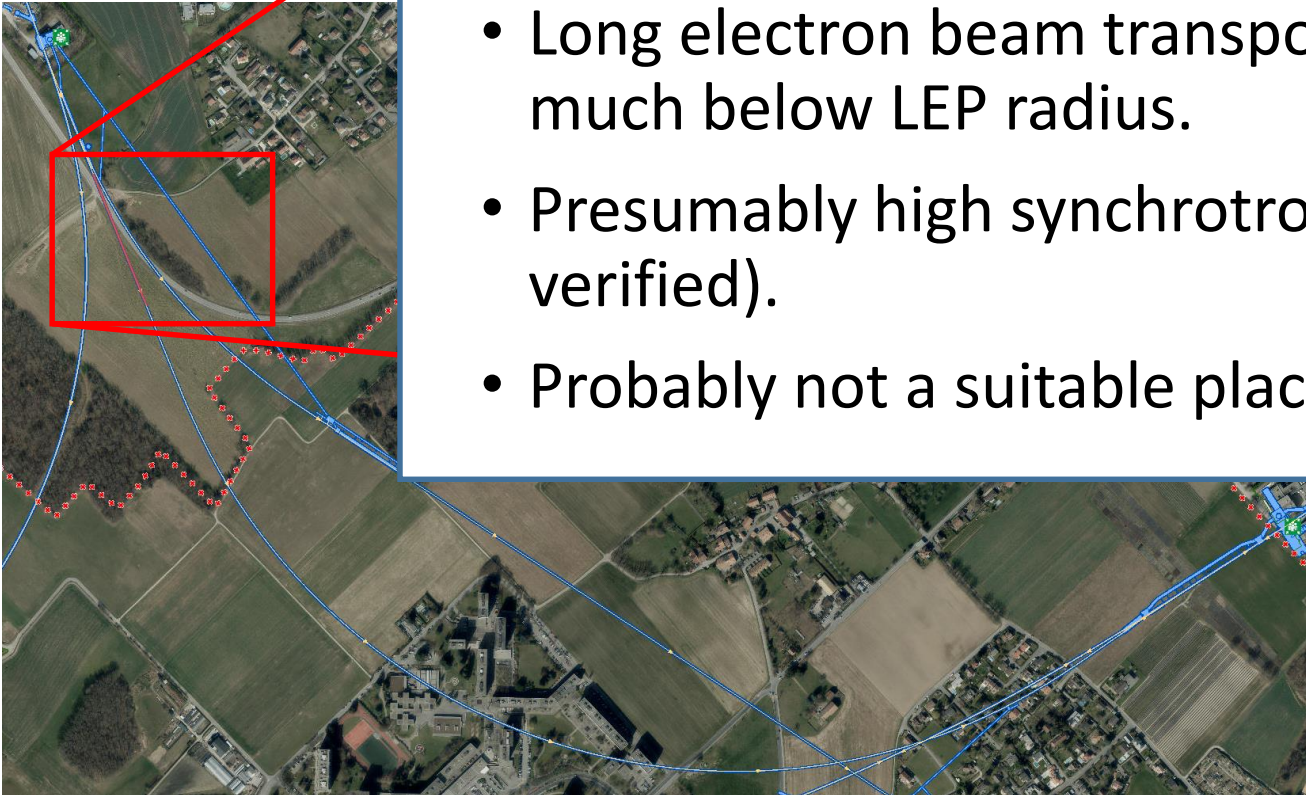 • Long electron beam transpo
much below LEP radius.
• Presumably high synchrotro
verified).
• Probably not a suitable plac